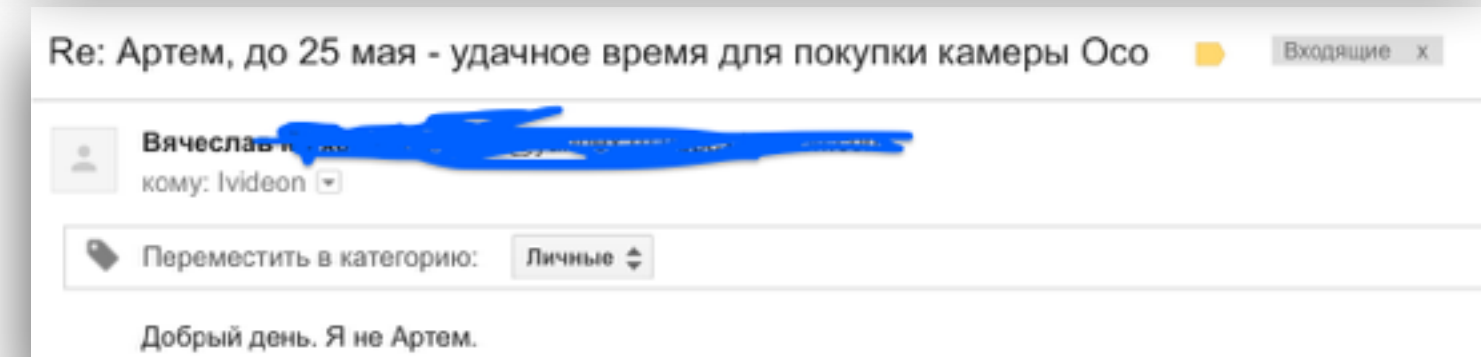 Re: Артем, до 25 мая - удачное время для покупки камеры Oco
Входящие x
Вячеслав
кому: Ivideon
Переместить в категорию: Личные
Добрый день. Я не Артем.